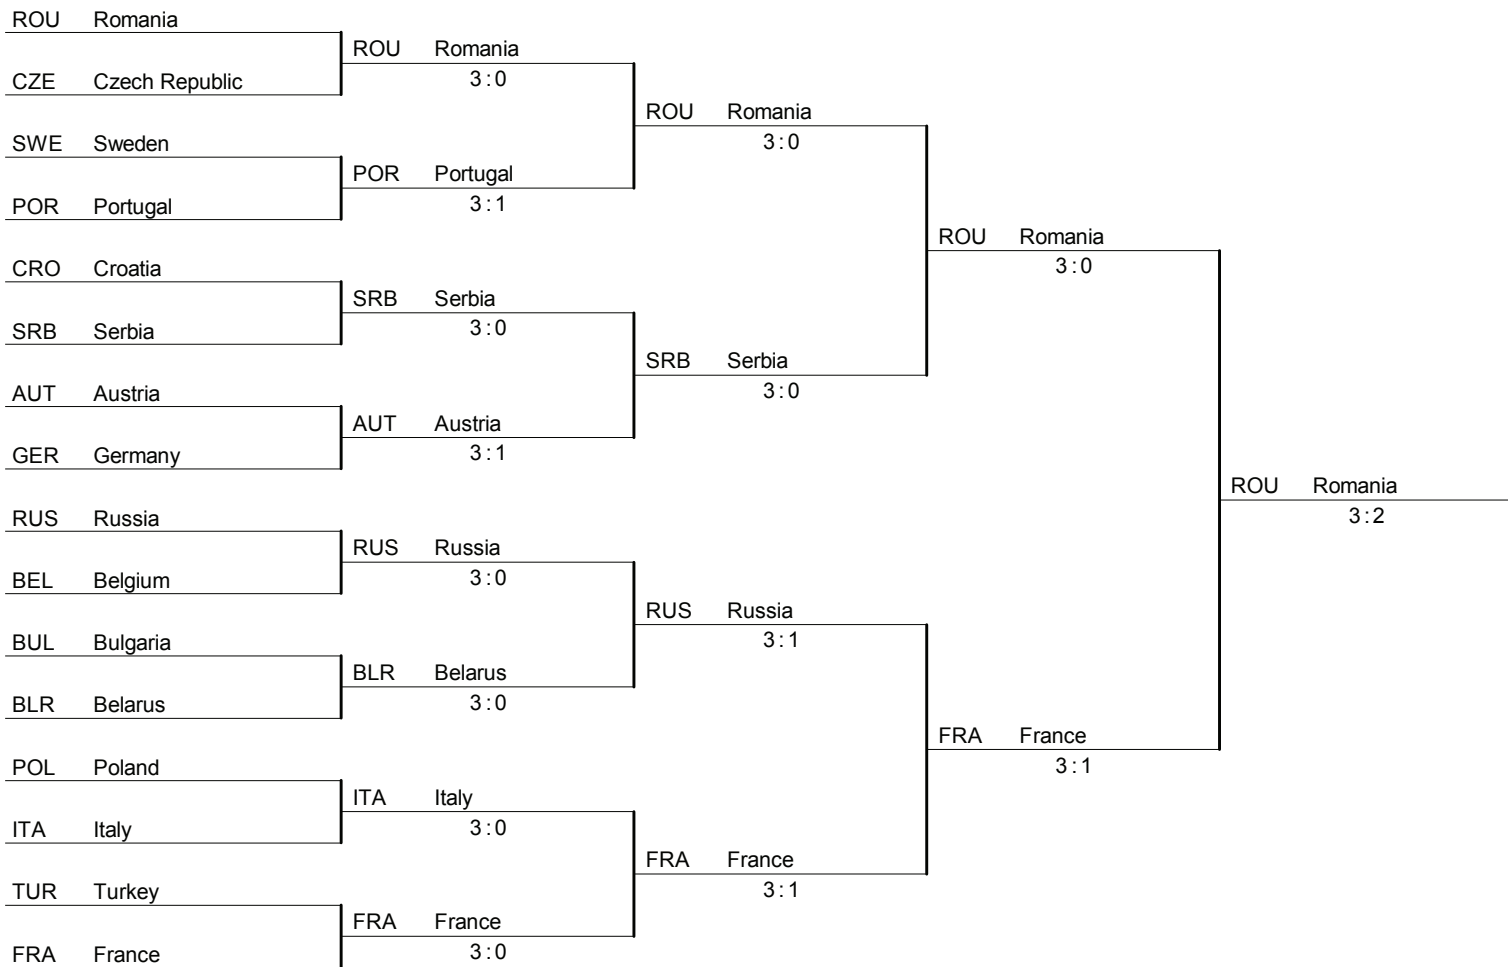 ROU Romania
ROU Romania
3 : 0
CZE Czech Republic
ROU Romania
3 : 0
SWE Sweden
POR Portugal
3 : 1
POR Portugal
ROU Romania
3 : 0
CRO Croatia
SRB Serbia
3 : 0
SRB Serbia
SRB Serbia
3 : 0
AUT Austria
AUT Austria
3 : 1
GER Germany
ROU Romania
3 : 2
RUS Russia
RUS Russia
3 : 0
BEL Belgium
RUS Russia
3 : 1
BUL Bulgaria
BLR Belarus
3 : 0
BLR Belarus
FRA France
3 : 1
POL Poland
ITA Italy
3 : 0
ITA Italy
FRA France
3 : 1
TUR Turkey
FRA France
3 : 0
FRA France